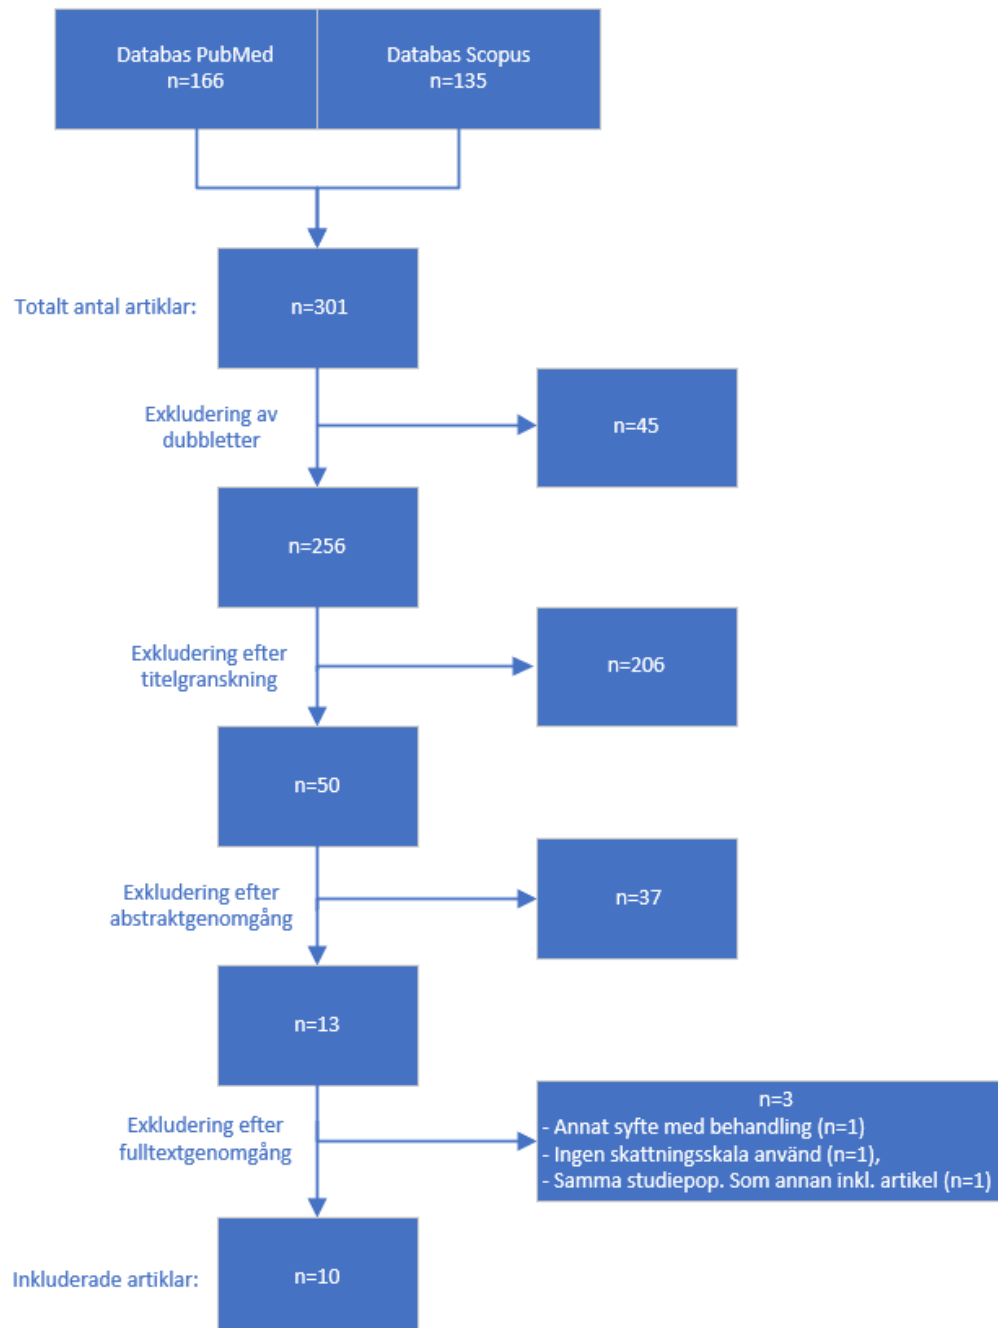 Databas PubMed
n=166
Databas Scopus
n=135
Totalt antal artiklar:
n=301
Exkludering av
dubbletter
n=45
n=256
Exkludering efter
titelgranskning
n=206
n=50
Exkludering efter
abstraktgenomgång
n=37
n=13
Exkludering efter
fulltextgenomgång
n=3
- Annat syfte med behandling (n=1)
- Ingen skattningsskala använd (n=1),
- Samma studiepop. Som annan inkl. artikel (n=1)
Inkluderade artiklar:
n=10